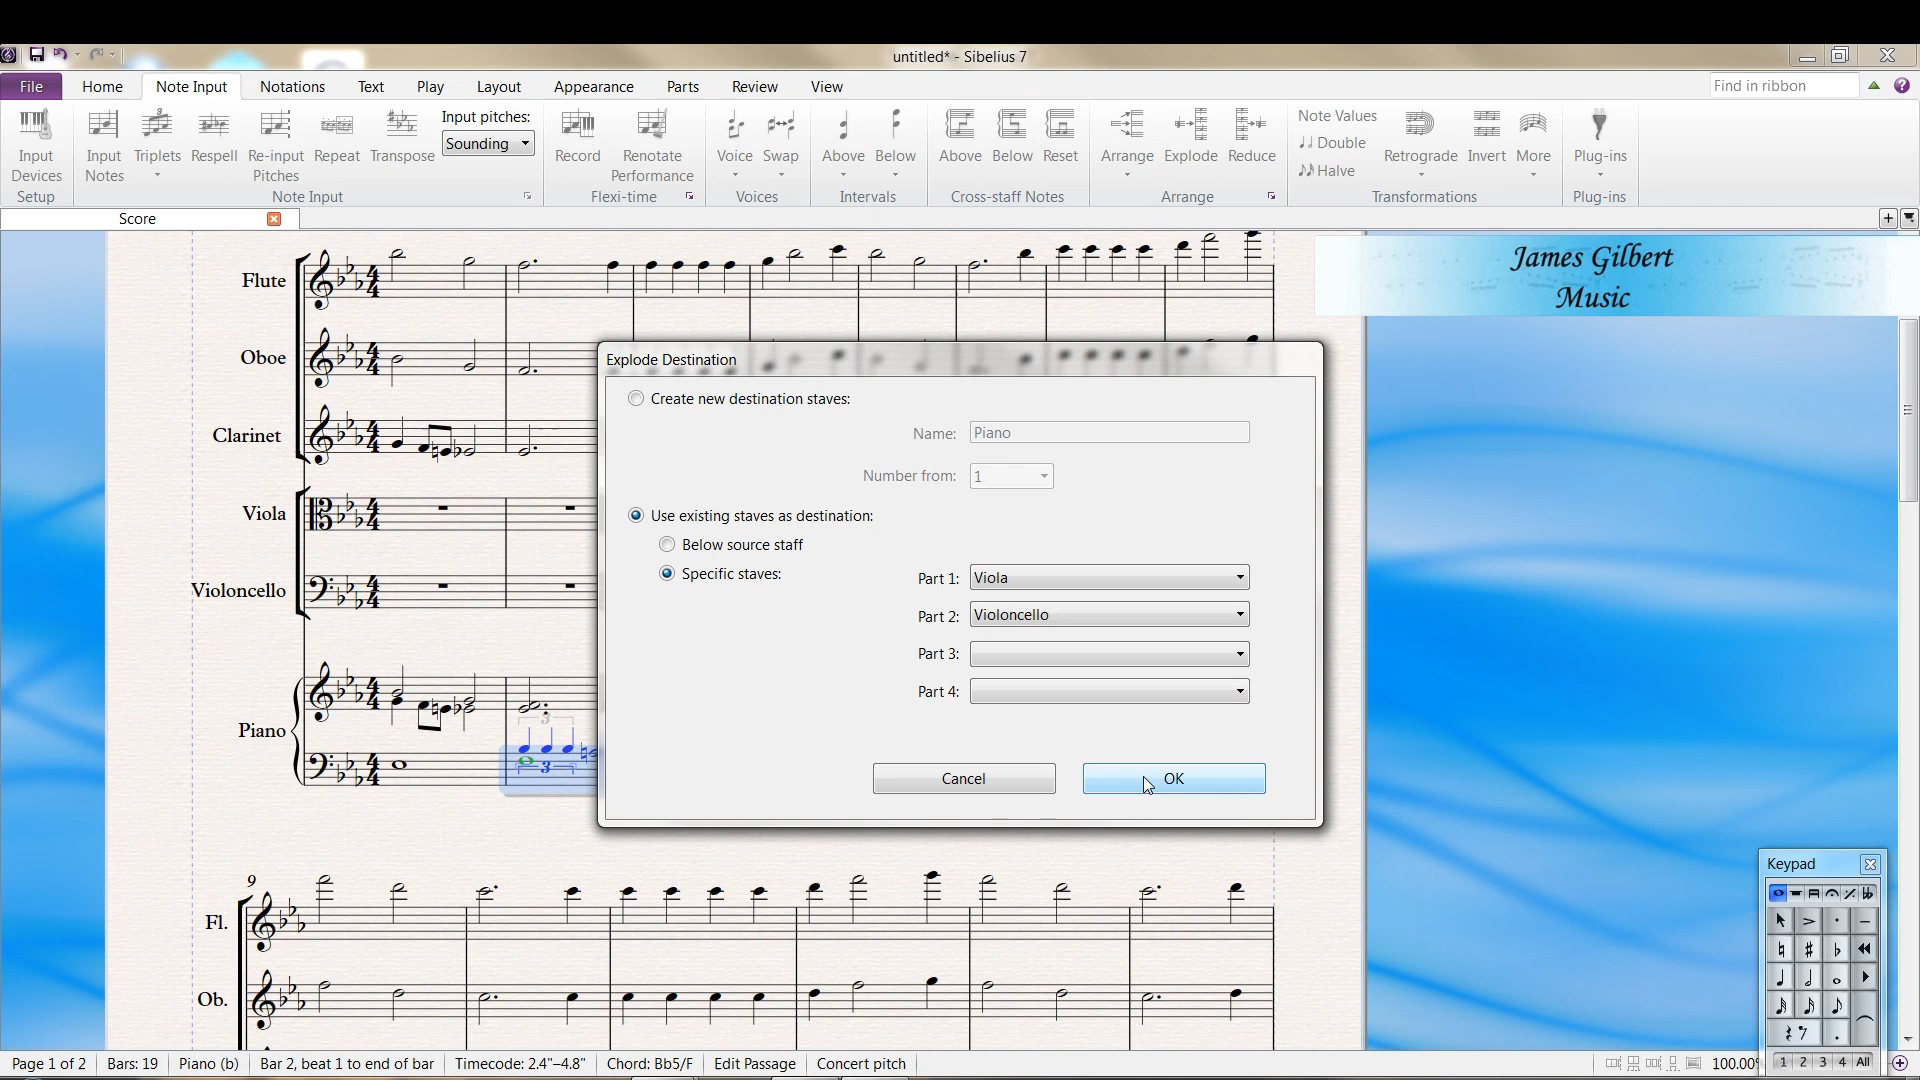 untitled* - Sibelius 7
File Home Note Input Notations Text Play Layout Appearance Parts Review View Find in ribbon
Input Devices
Setup
Input Notes
Triplets
Respell
Re-input Pitches
Repeat
Transpose
Input pitches:
Sounding
Note Input
Record
Renotate Performance
Flexi-time
Voice
Swap
Voices
Above
Below
Intervals
Above
Below
Reset
Cross-staff Notes
Arrange
Explode
Reduce
Arrange
Note Values
Double
Halve
Retrograde
Invert
More
Transformations
Plug-ins
Plug-ins
Score
James Gilbert
Music
Flute
Oboe
Clarinet
Viola
Violoncello
Piano
3
3
Explode Destination
Create new destination staves:
Name: Piano
Number from: 1
Use existing staves as destination:
Below source staff
Specific staves:
Part 1: Viola
Part 2: Violoncello
Part 3:
Part 4:
Cancel OK
9
Fl.
Ob.
Keypad
1 2 3 4 All
Page 1 of 2 Bars: 19 Piano (b) Bar 2, beat 1 to end of bar Timecode: 2.4"–4.8" Chord: Bb5/F Edit Passage Concert pitch 100.00%